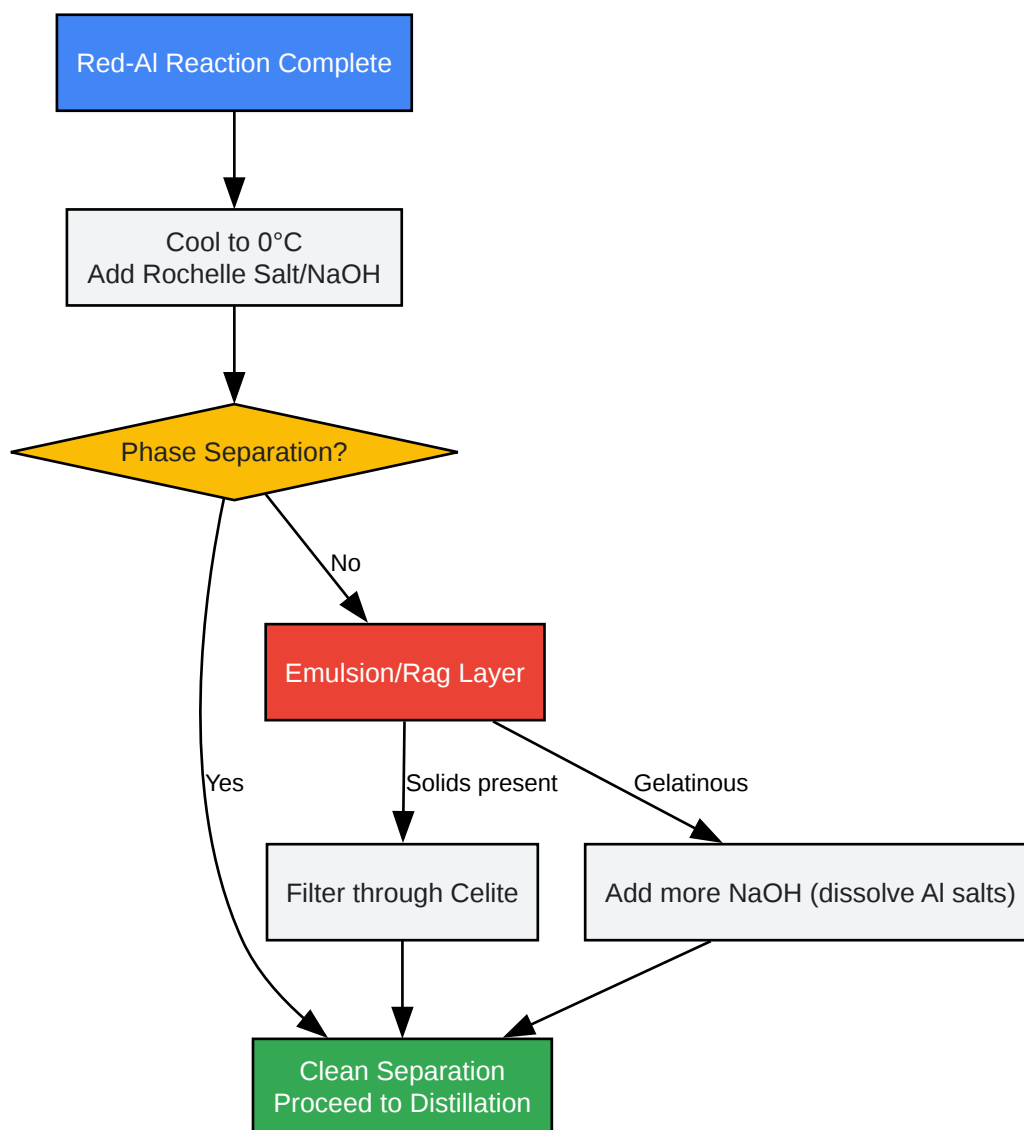 Red-Al Reaction Complete
Cool to 0°C
Add Rochelle Salt/NaOH
Phase Separation?
No
Emulsion/Rag Layer
Yes
Solids present
Gelatinous
Filter through Celite
Add more NaOH (dissolve Al salts)
Clean Separation
Proceed to Distillation